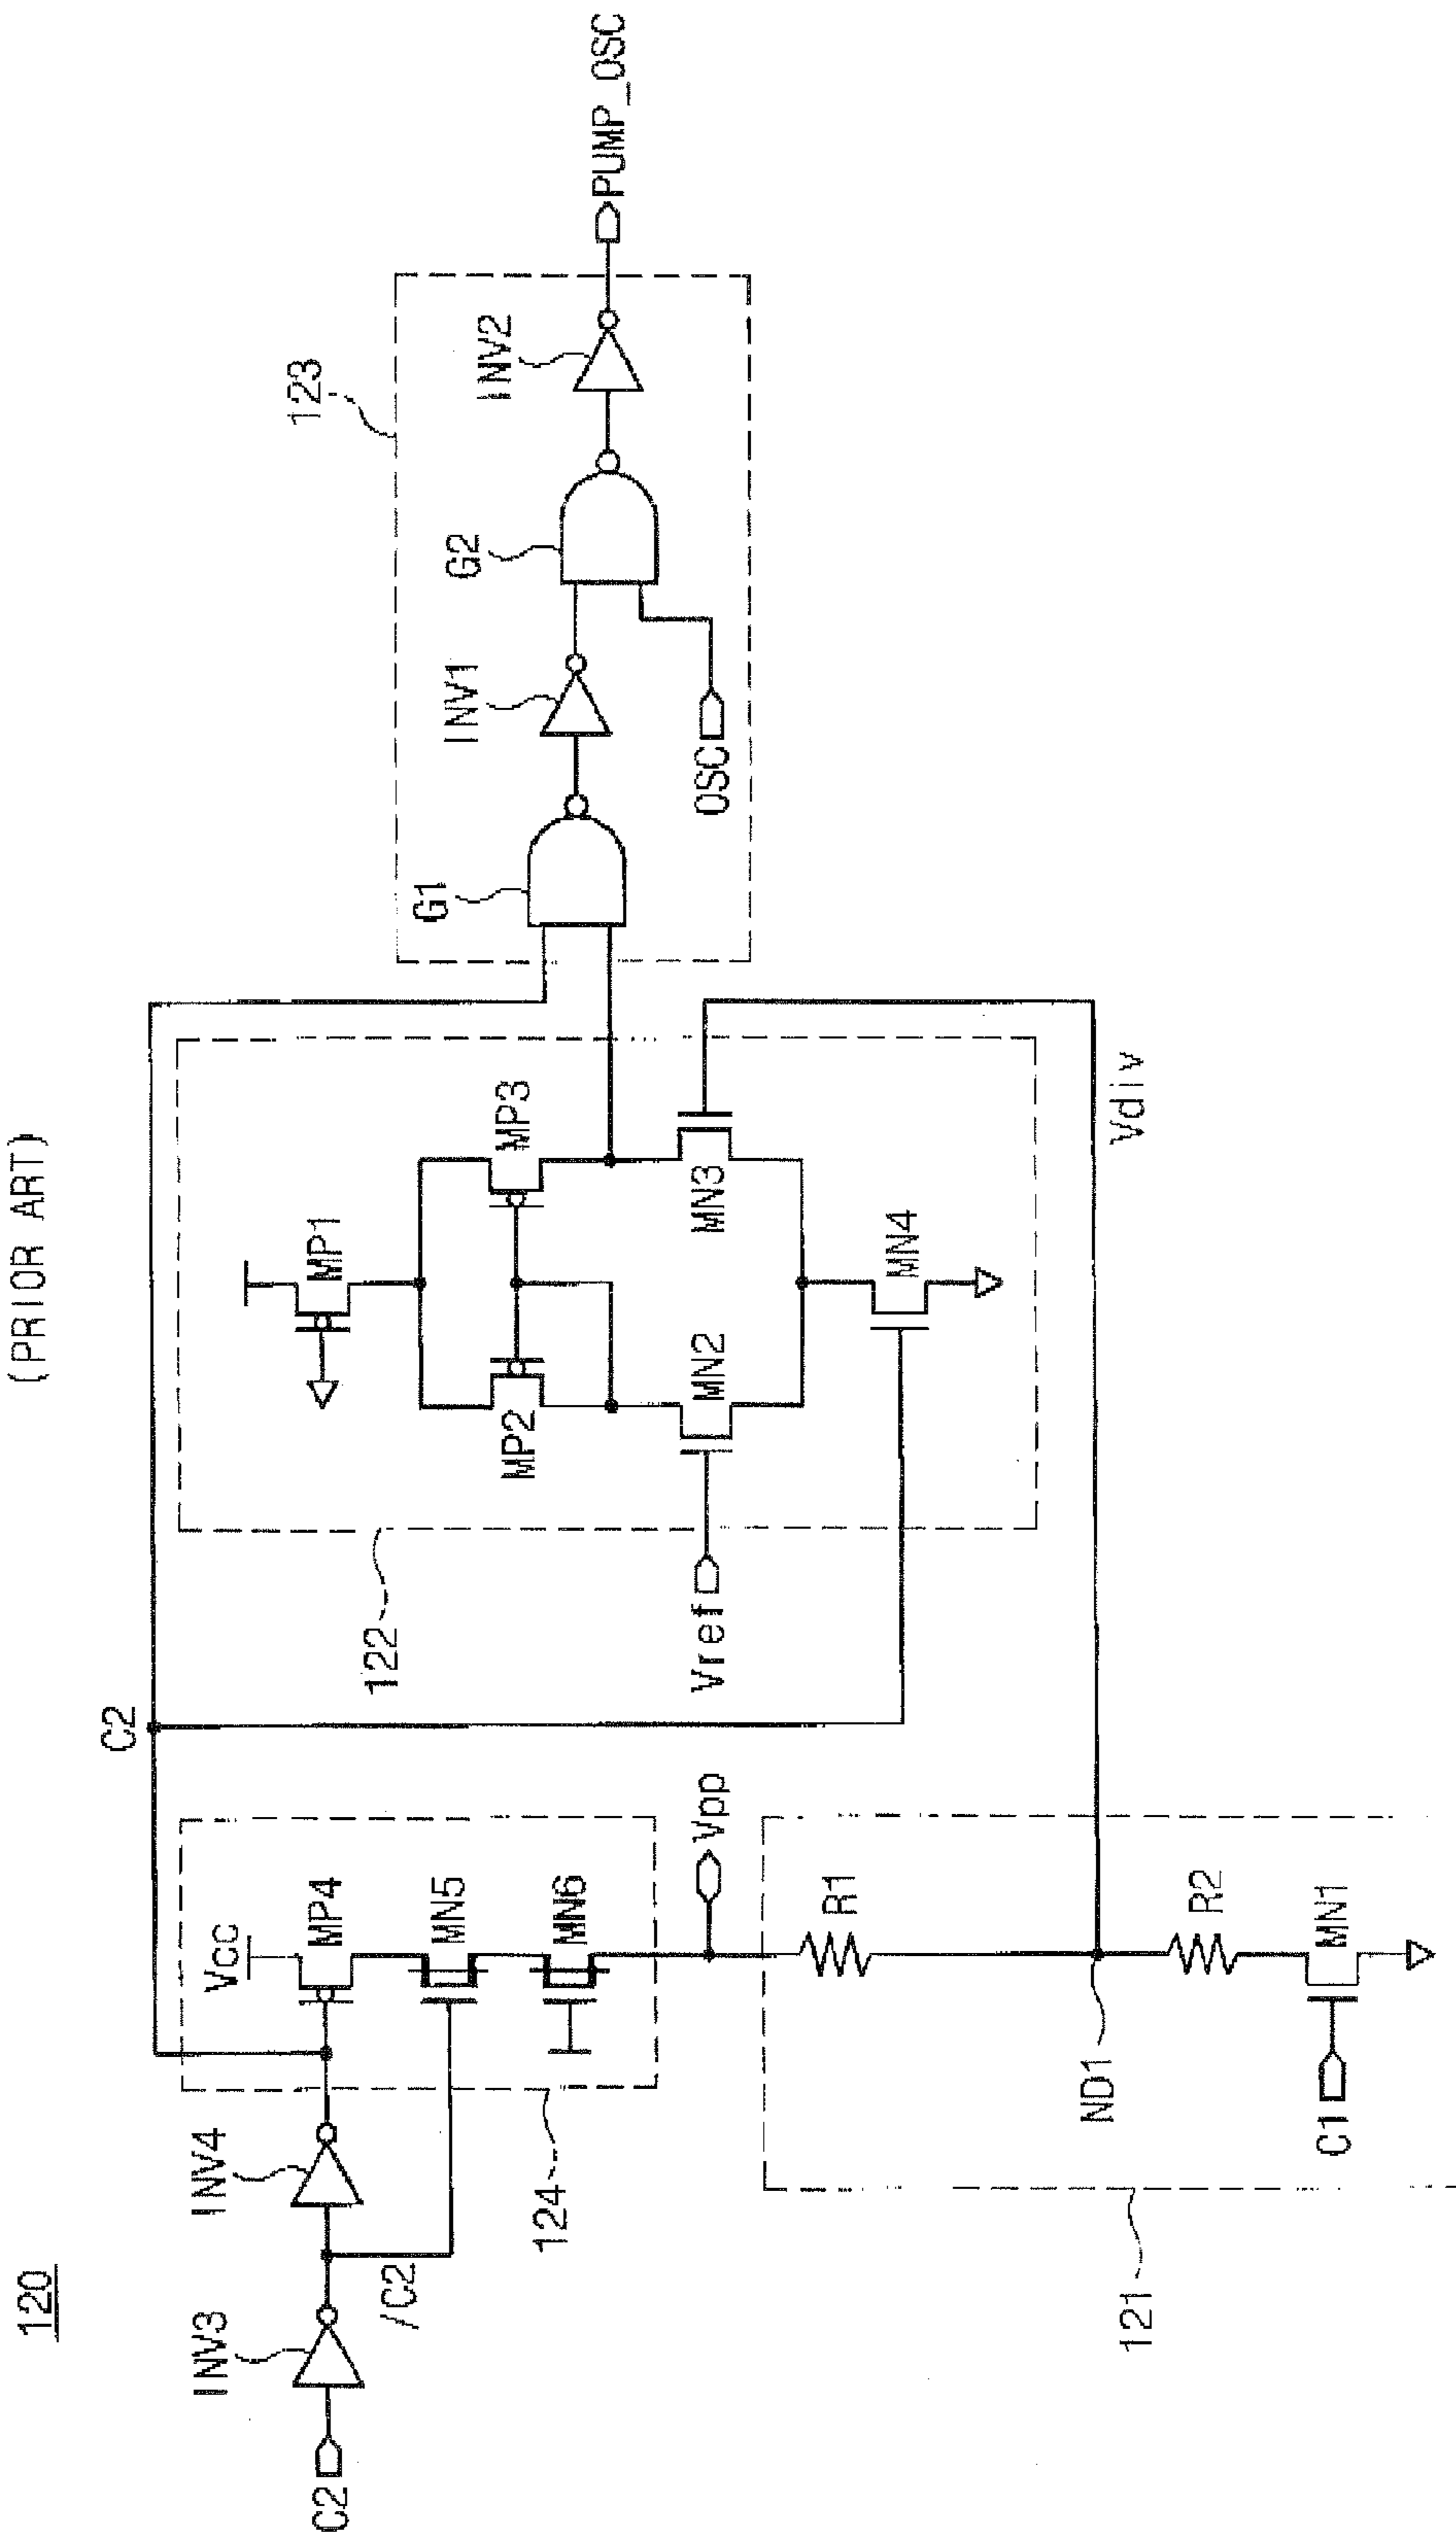 120
(PRIOR ART)
C2
INV3
/C2
INV4
124
Vcc
MP4
MN5
MN6
C2
Vpp
121
R1
ND1
R2
C1
MN1
122
Vref
MP1
MP2
MP3
MN2
MN3
MN4
Vdiv
123
G1
INV1
G2
INV2
OSC
PUMP_OSC